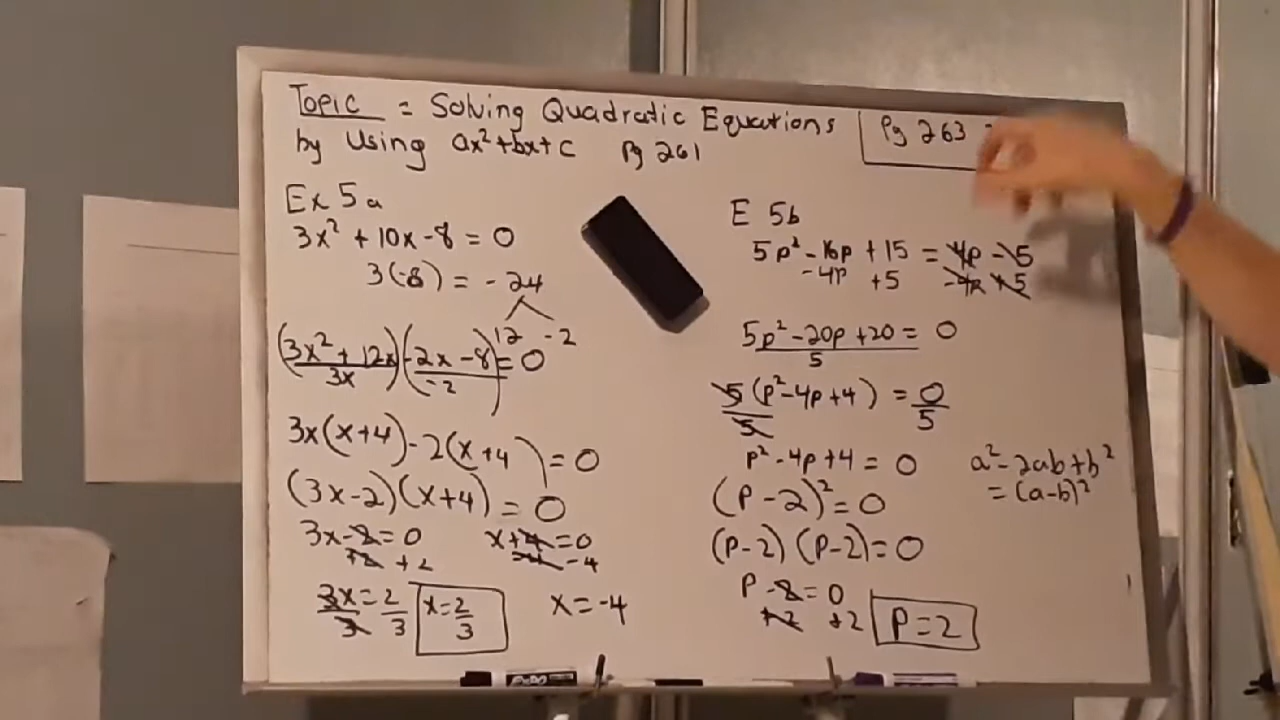 Topic = Solving Quadratic Equations
by Using ax²+bx+c Pg 261
Pg 263
Ex 5a
3x² + 10x - 8 = 0
3(-8) = - 24
12 -2
(3x² + 12x)(-2x - 8) = 0
3x -2
3x(x+4) - 2(x+4) = 0
(3x-2)(x+4) = 0
3x-2=0 x+4=0
+2 +2 -4 -4
3x=2 x=2 x=-4
3 3 3
E 5b
5p² - 16p + 15 = 4p - 5
-4p +5 -4p +5
5p² - 20p + 20 = 0
5
5(p² - 4p + 4) = 0
5 5
p² - 4p + 4 = 0
(p-2)² = 0
(p-2)(p-2) = 0
p-2=0
+2 +2 p=2
a² - 2ab + b²
= (a-b)²
EXPO